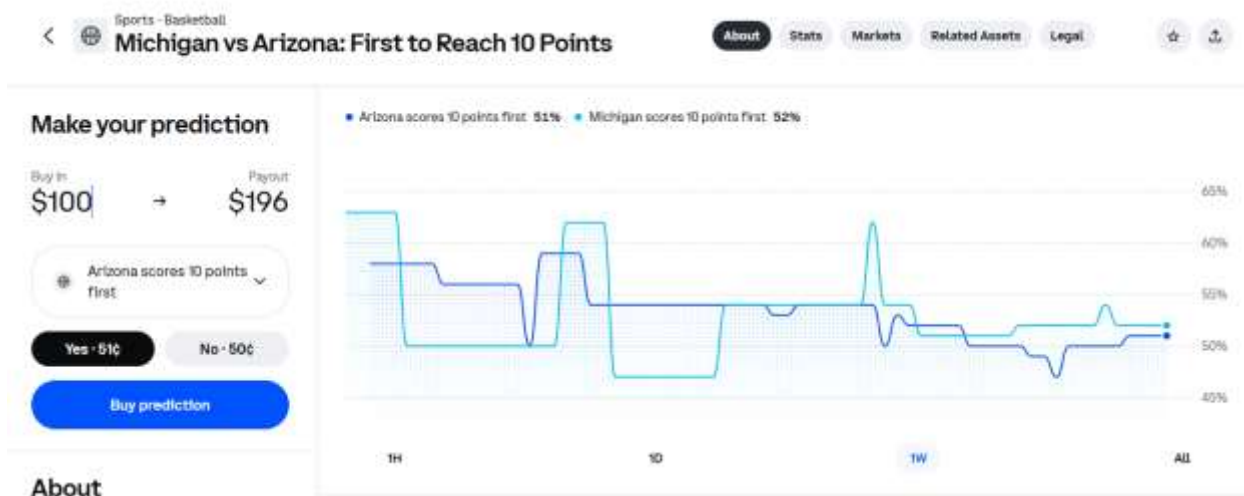 Sports · Basketball
Michigan vs Arizona: First to Reach 10 Points
About
Stats
Markets
Related Assets
Legal
Make your prediction
Buy in
Payout
$100
→
$196
Arizona scores 10 points
first
Yes · 51¢
No · 50¢
Buy prediction
About
Arizona scores 10 points first 51%
Michigan scores 10 points first 52%
65%
60%
55%
50%
45%
1H
1D
1W
All